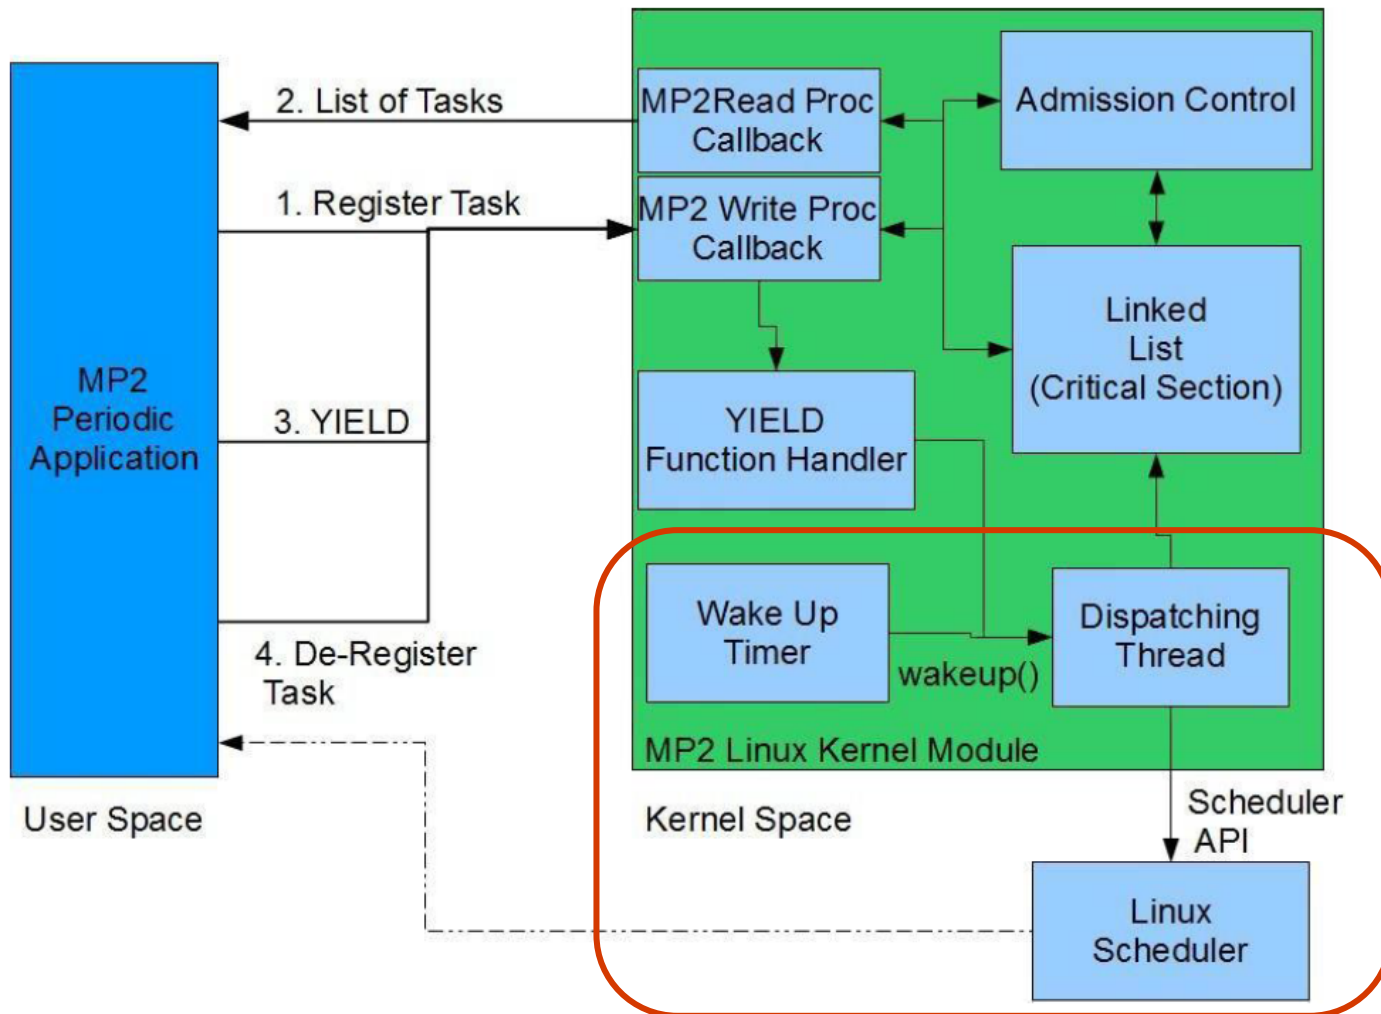 MP2
Periodic
Application
User Space
2. List of Tasks
1. Register Task
3. YIELD
4. De-Register
Task
MP2Read Proc
Callback
MP2 Write Proc
Callback
YIELD
Function Handler
Admission Control
Linked
List
(Critical Section)
Wake Up
Timer
wakeup()
Dispatching
Thread
MP2 Linux Kernel Module
Kernel Space
Scheduler
API
Linux
Scheduler